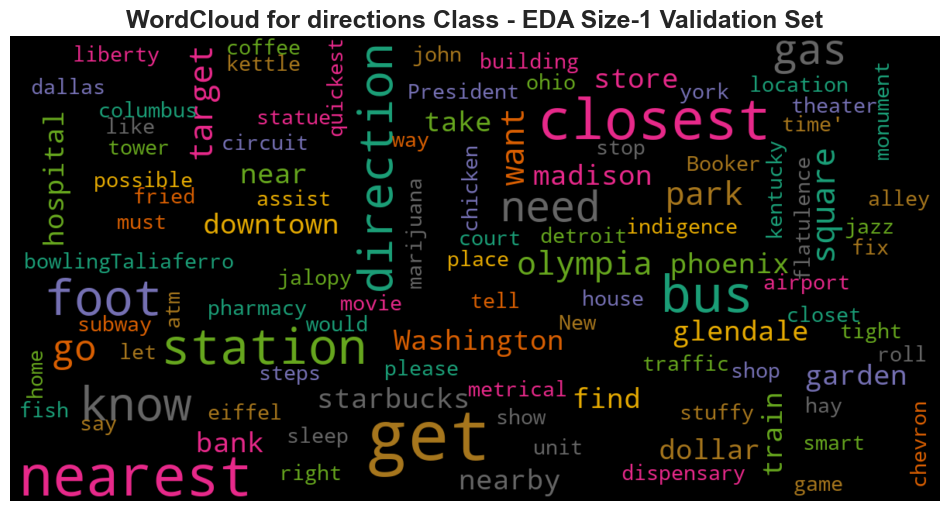 WordCloud for directions Class - EDA Size-1 Validation Set
liberty
coffee
kettle
quickest
john
building
gas
target
direction
dallas
President
ohio
store
york
location
theater
monument
columbus
like
statue
closest
time'
hospital
tower
circuit
way
take
want
stop
possible
fried
near
assist
chicken
madison
Booker
park
kentucky
flatulence
square
alley
must
downtown
marijuana
need
court
detroit
indigence
jazz
fix
bowlingTaliaferro
jalopy
place
olympia
phoenix
airport
foot
atm
pharmacy
movie
tell
house
bus
closet
subway
would
New
tight
go
let
station
Washington
glendale
roll
home
steps
please
traffic
shop
garden
metrical
fish
know
say
eiffel
starbucks
show
find
stuffy
train
hay
bank
sleep
get
unit
dollar
smart
chevron
nearest
right
nearby
dispensary
game